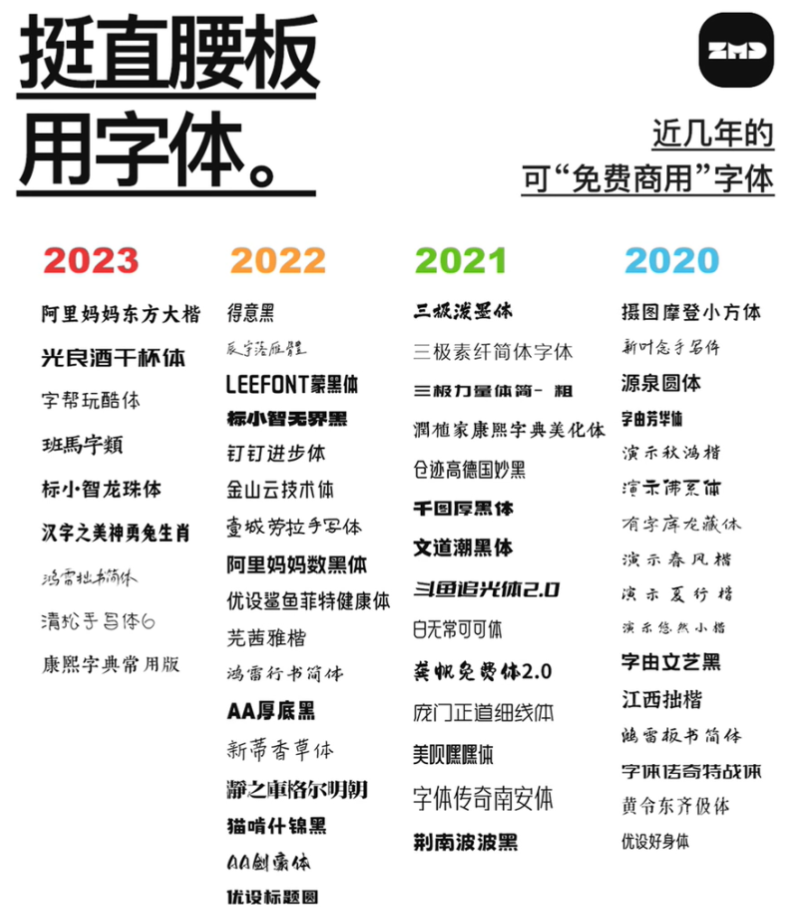 挺直腰板
用字体。
ZMD
近几年的
可“免费商用”字体
2023
阿里妈妈东方大楷
光良酒干杯体
字帮玩酷体
班馬字類
标小智龙珠体
汉字之美神勇兔生肖
鸿雷拙书简体
清松手写体6
康熙字典常用版
2022
得意黑
辰宇落雁體
LEEFONT蒙黑体
标小智无界黑
钉钉进步体
金山云技术体
壹城劳拉手写体
阿里妈妈数黑体
优设鲨鱼菲特健康体
芫茜雅楷
鸿雷行书简体
AA厚底黑
新蒂香草体
瀞之庫格尔明朝
猫啃什锦黑
AA剑豪体
优设标题圆
2021
三极泼墨体
三极素纤简体字体
三极力量体简- 粗
潤植家康熙字典美化体
仓迹高德国妙黑
千图厚黑体
文道潮黑体
斗鱼追光体2.0
白无常可可体
龚帆免费体2.0
庞门正道细线体
美呗嘿嘿体
字体传奇南安体
荆南波波黑
2020
摄图摩登小方体
新叶念手写体
源泉圆体
字由芳华体
演示秋鸿楷
演示佛系体
有字库龙藏体
演示春风楷
演示夏行楷
演示悠然小楷
字由文艺黑
江西拙楷
鸿雷板书简体
字体传奇特战体
黄令东齐伋体
优设好身体